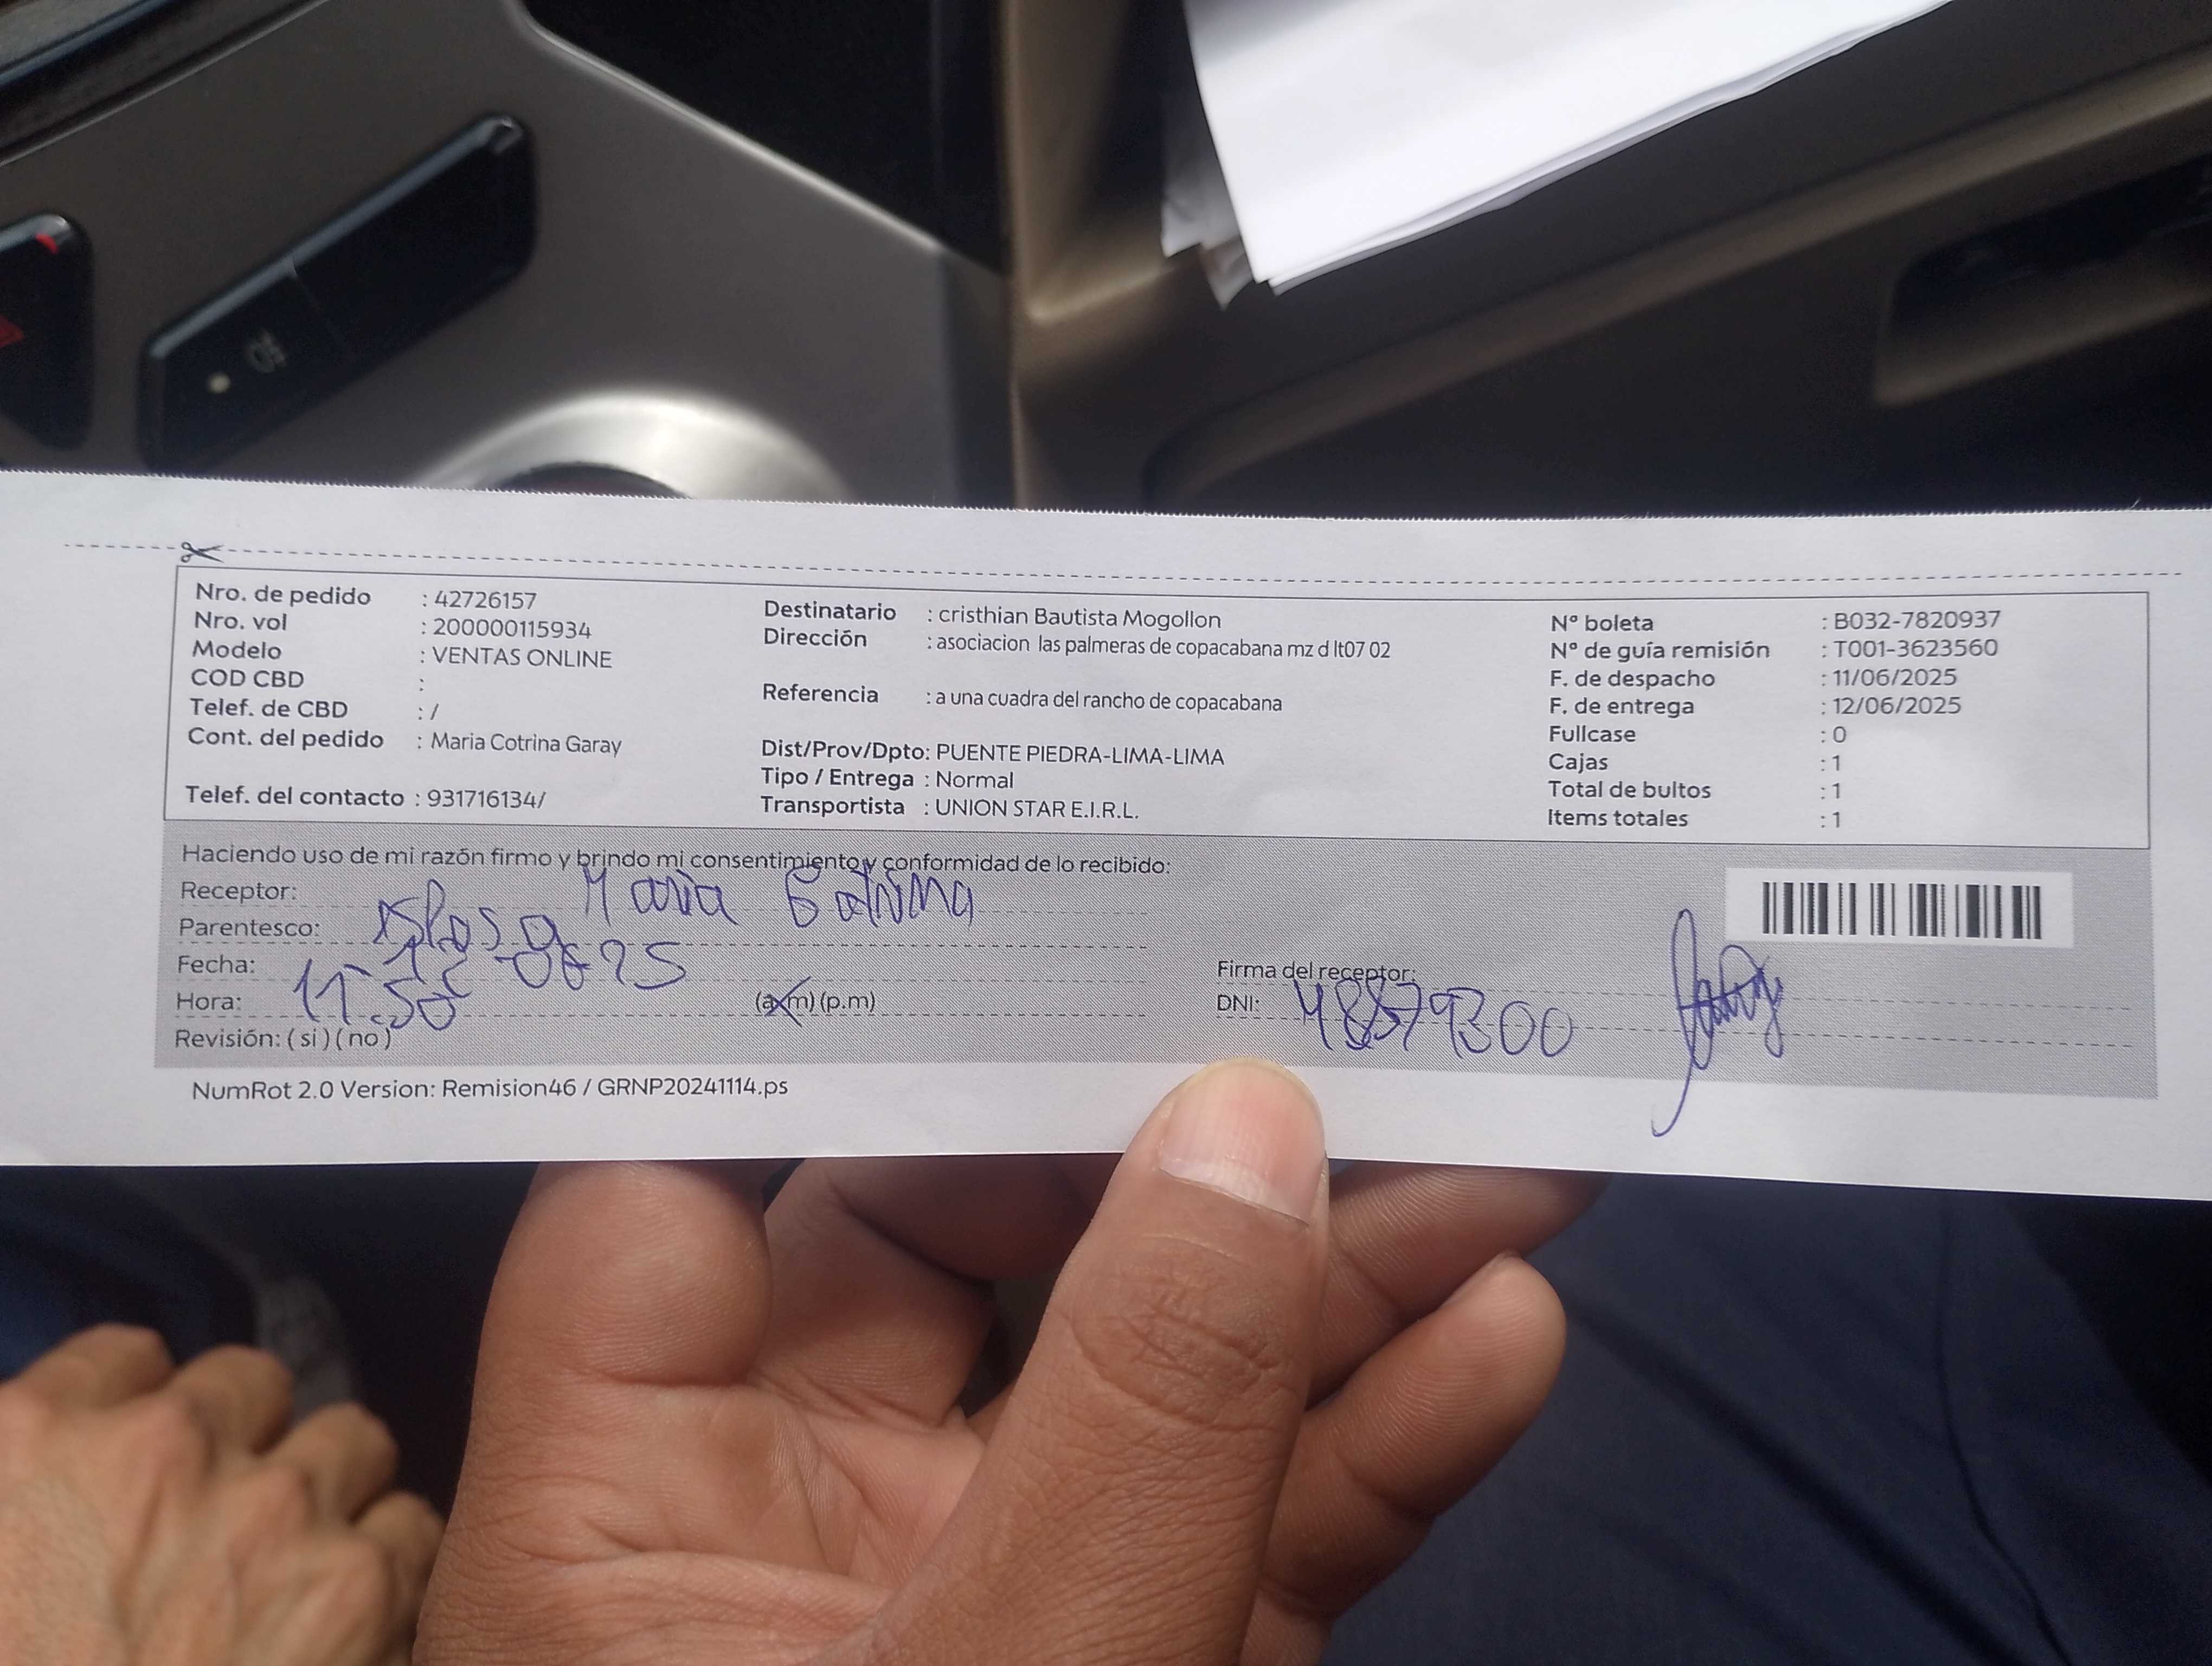 Nro. de pedido : 42726157
Nro. vol : 200000115934
Modelo : VENTAS ONLINE
COD CBD :
Telef. de CBD : /
Cont. del pedido : Maria Cotrina Garay
Telef. del contacto : 931716134/
Destinatario : cristhian Bautista Mogollon
Dirección : asociacion las palmeras de copacabana mz d lt07 02
Referencia : a una cuadra del rancho de copacabana
Dist/Prov/Dpto: PUENTE PIEDRA-LIMA-LIMA
Tipo / Entrega : Normal
Transportista : UNION STAR E.I.R.L.
Nº boleta : B032-7820937
Nº de guía remisión : T001-3623560
F. de despacho : 11/06/2025
F. de entrega : 12/06/2025
Fullcase : 0
Cajas : 1
Total de bultos : 1
Items totales : 1
Haciendo uso de mi razón firmo y brindo mi consentimiento y conformidad de lo recibido:
Receptor: Maria Cotrina
Parentesco: Esposa
Fecha:
Hora: 11:50 (a.m) (p.m)
Revisión: ( si ) ( no )
Firma del receptor:
DNI:
NumRot 2.0 Version: Remision46 / GRNP20241114.ps